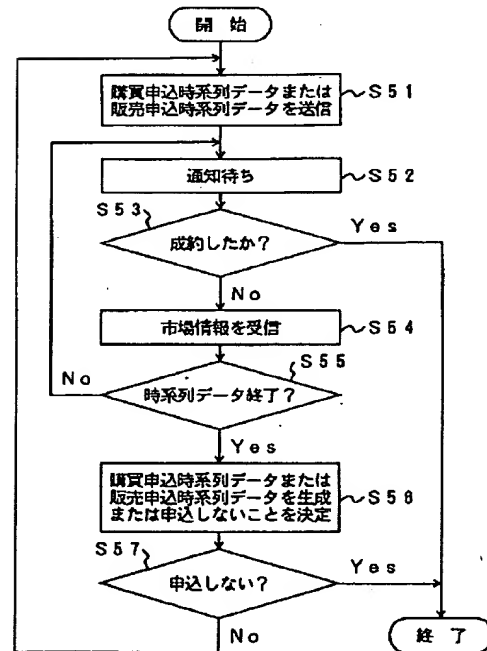 開 始
購買申込時系列データまたは
販売申込時系列データを送信
S51
通知待ち
S52
S53
成約したか?
Yes
No
市場情報を受信
S54
S55
No
時系列データ終了?
Yes
購買申込時系列データまたは
販売申込時系列データを生成
または申込しないことを決定
S56
S57
申込しない?
Yes
No
終 了